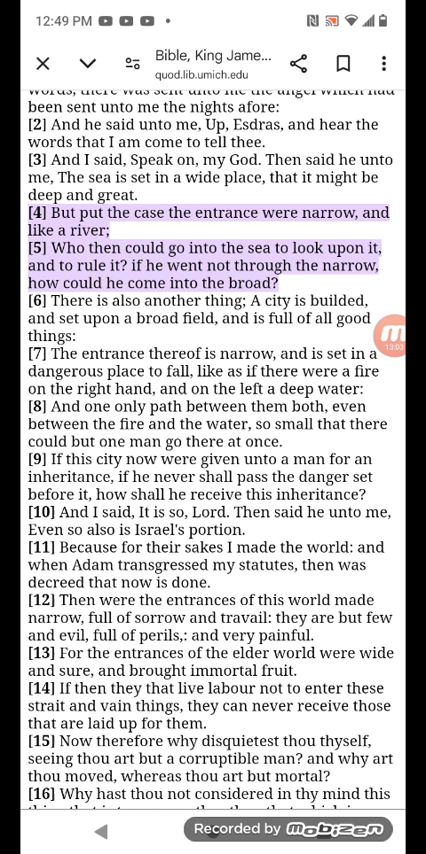 12:49 PM
Bible, King Jame...
quod.lib.umich.edu
words, there was sent unto me the angel which had
been sent unto me the nights afore:
[2] And he said unto me, Up, Esdras, and hear the
words that I am come to tell thee.
[3] And I said, Speak on, my God. Then said he unto
me, The sea is set in a wide place, that it might be
deep and great.
[4] But put the case the entrance were narrow, and
like a river;
[5] Who then could go into the sea to look upon it,
and to rule it? if he went not through the narrow,
how could he come into the broad?
[6] There is also another thing; A city is builded,
and set upon a broad field, and is full of all good
things:
[7] The entrance thereof is narrow, and is set in a
dangerous place to fall, like as if there were a fire
on the right hand, and on the left a deep water:
[8] And one only path between them both, even
between the fire and the water, so small that there
could but one man go there at once.
[9] If this city now were given unto a man for an
inheritance, if he never shall pass the danger set
before it, how shall he receive this inheritance?
[10] And I said, It is so, Lord. Then said he unto me,
Even so also is Israel's portion.
[11] Because for their sakes I made the world: and
when Adam transgressed my statutes, then was
decreed that now is done.
[12] Then were the entrances of this world made
narrow, full of sorrow and travail: they are but few
and evil, full of perils,: and very painful.
[13] For the entrances of the elder world were wide
and sure, and brought immortal fruit.
[14] If then they that live labour not to enter these
strait and vain things, they can never receive those
that are laid up for them.
[15] Now therefore why disquietest thou thyself,
seeing thou art but a corruptible man? and why art
thou moved, whereas thou art but mortal?
[16] Why hast thou not considered in thy mind this
m
13:03
Recorded by mobizen